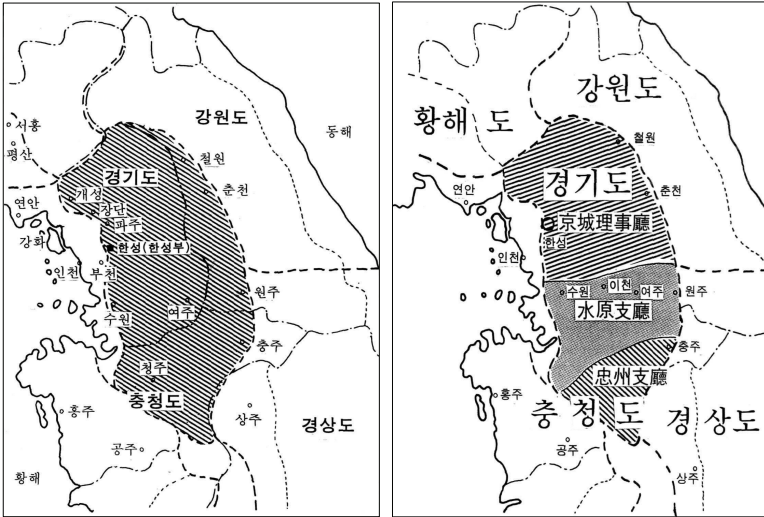 강원도
동해
서흥
평산
철원
경기도
춘천
개성
연안
장단
파주
강화
한성(한성부)
인천
부천
원주
여주
수원
충주
청주
충청도
홍주
상주
경상도
공주
황해
강원도
황해도
철원
경기도
연안
춘천
京城理事廳
한성
인천
수원
이천
여주
원주
水原支廳
충주
忠州支廳
홍주
충청도
경상도
공주
상주